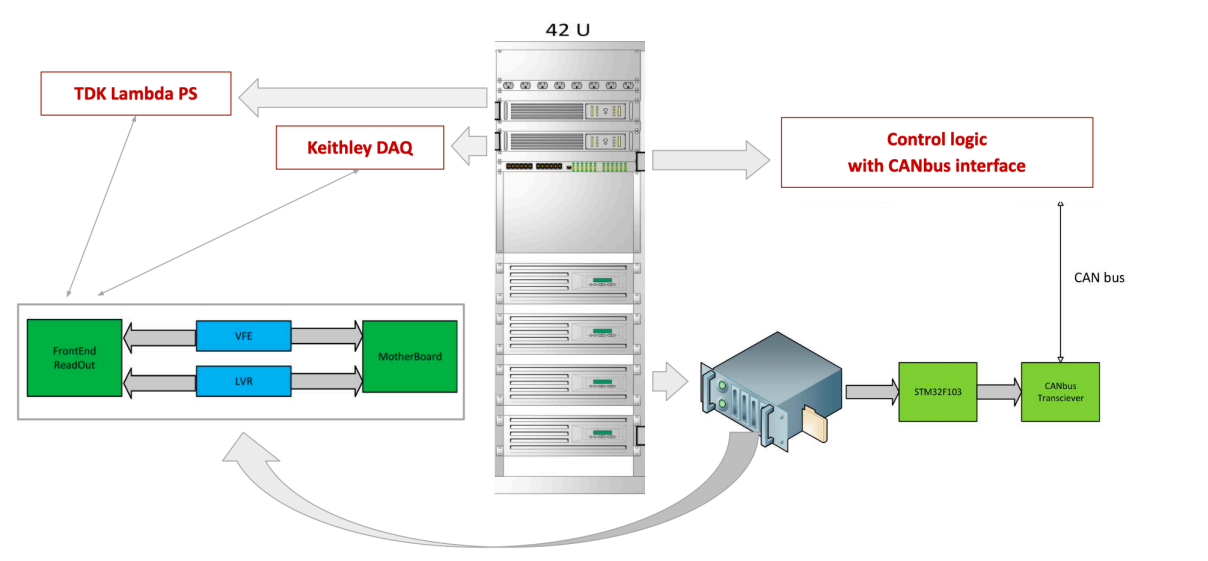 42 U
TDK Lambda PS
Keithley DAQ
Control logic
with CANbus interface
CAN bus
FrontEnd
ReadOut
VFE
LVR
MotherBoard
STM32F103
CANbus
Transciever